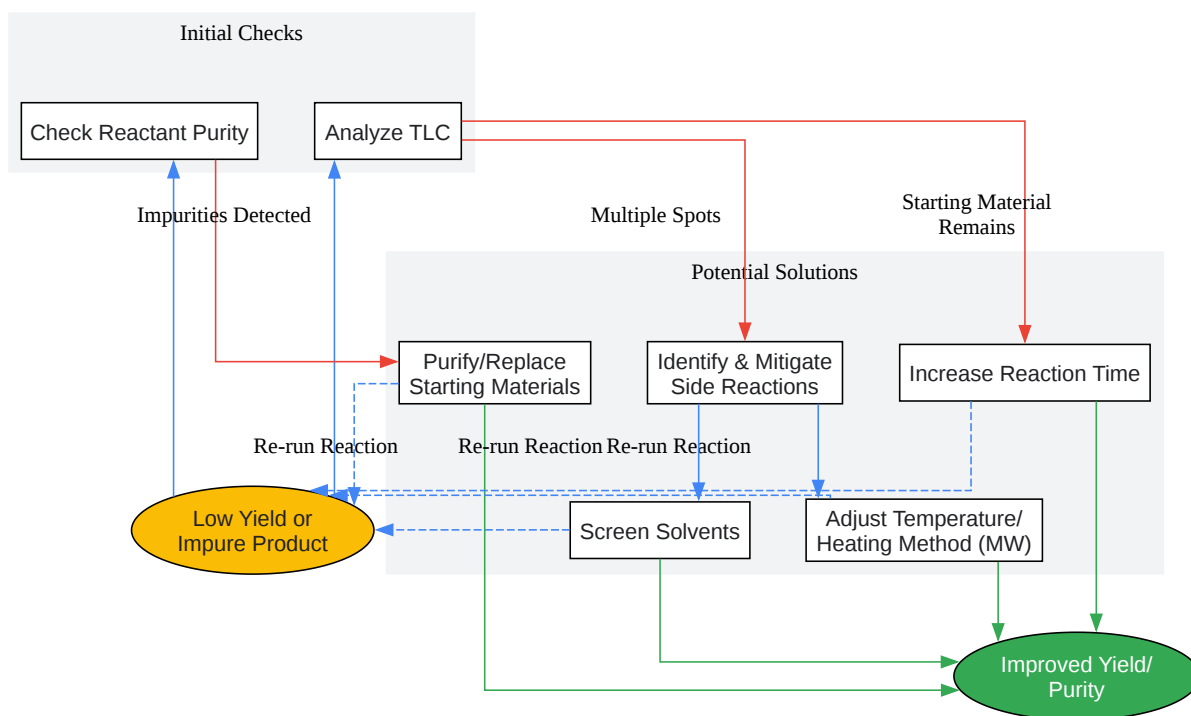 Initial Checks
Check Reactant Purity
Analyze TLC
Impurities Detected
Multiple Spots
Starting Material
Remains
Potential Solutions
Purify/Replace
Starting Materials
Identify & Mitigate
Side Reactions
Increase Reaction Time
Re-run Reaction
Re-run Reaction
Re-run Reaction
Low Yield or
Impure Product
Screen Solvents
Adjust Temperature/
Heating Method (MW)
Improved Yield/
Purity